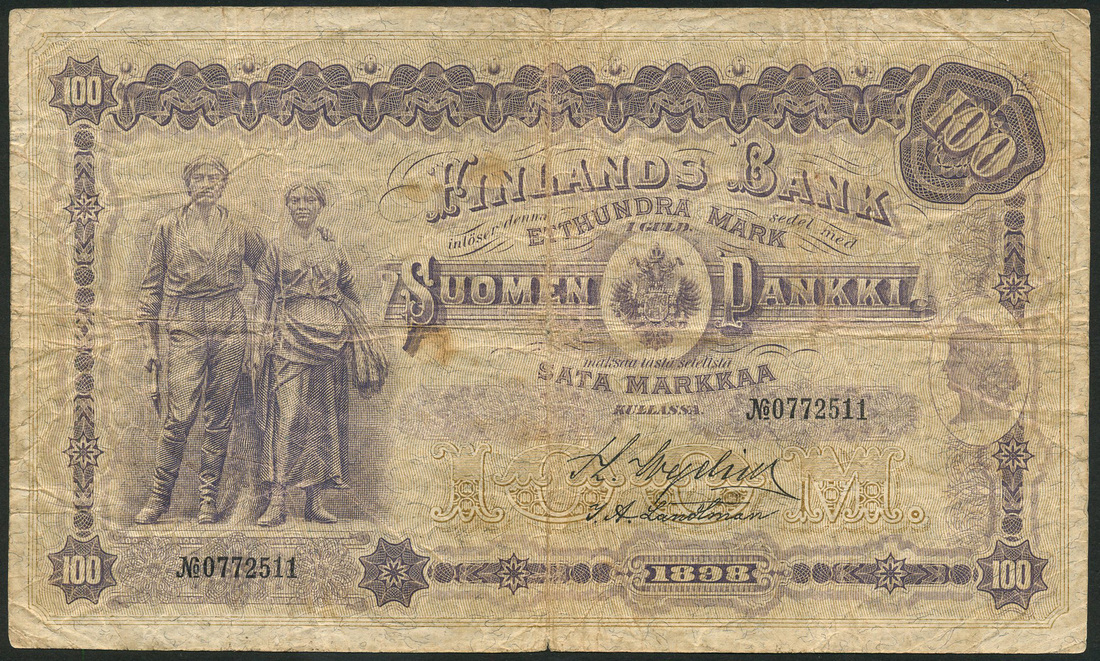 100
100
FINLANDS BANK
inlöser denna sedel med
ETTHUNDRA MARK
I GULD.
SUOMEN PANKKI.
maksaa tästä setelistä
SATA MARKKAA
KULLASSA.
№0772511
100 M.
J. A. Landtman
№0772511
100
1898
100